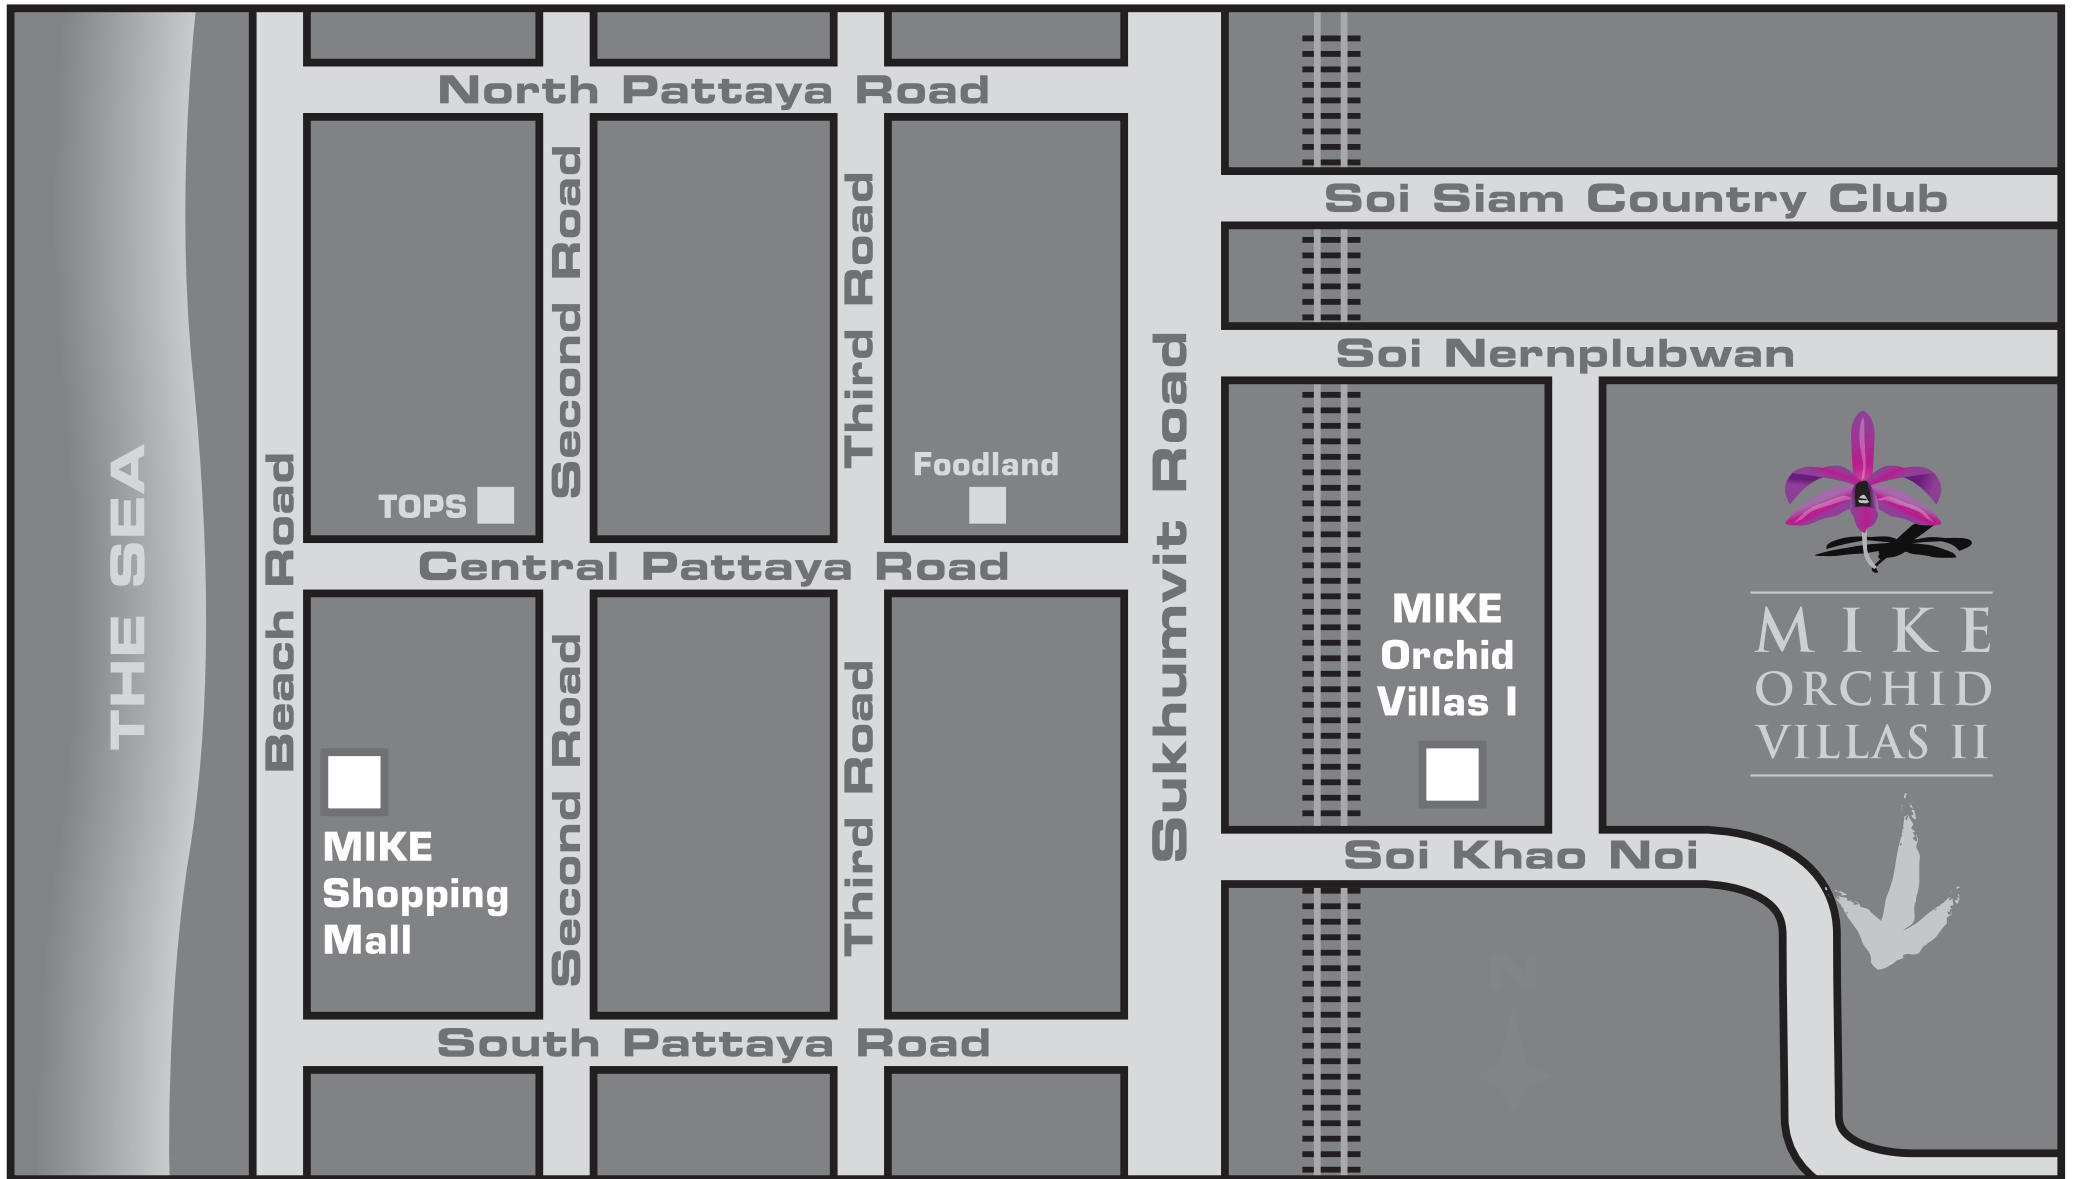 North Pattaya Road
Soi Siam Country Club
Soi Nernplubwan
Second Road
Third Road
Sukhumvit Road
THE SEA
Beach Road
TOPS
Foodland
Central Pattaya Road
MIKE
Orchid
Villas I
MIKE
ORCHID
VILLAS II
Second Road
Third Road
MIKE
Shopping
Mall
Soi Khao Noi
N
South Pattaya Road